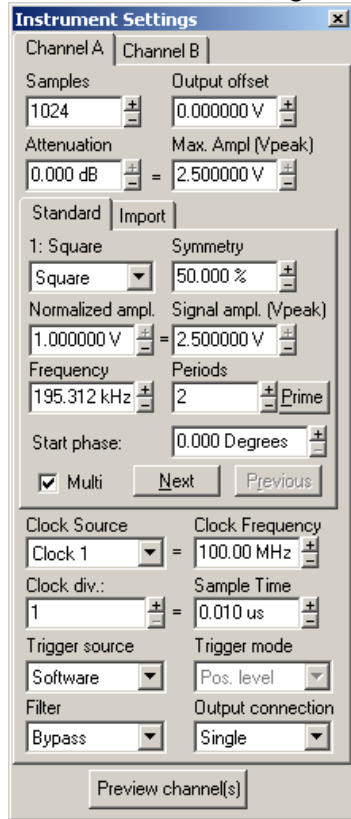 Instrument Settings
Channel A Channel B
Samples Output offset
1024 0.000000 V
Attenuation Max. Ampl (Vpeak)
0.000 dB = 2.500000 V
Standard Import
1: Square Symmetry
Square 50.000 %
Normalized ampl. Signal ampl. (Vpeak)
1.000000 V = 2.500000 V
Frequency Periods
195.312 kHz 2 Prime
Start phase: 0.000 Degrees
Multi Next Previous
Clock Source Clock Frequency
Clock 1 = 100.00 MHz
Clock div.: Sample Time
1 = 0.010 us
Trigger source Trigger mode
Software Pos. level
Filter Output connection
Bypass Single
Preview channel(s)